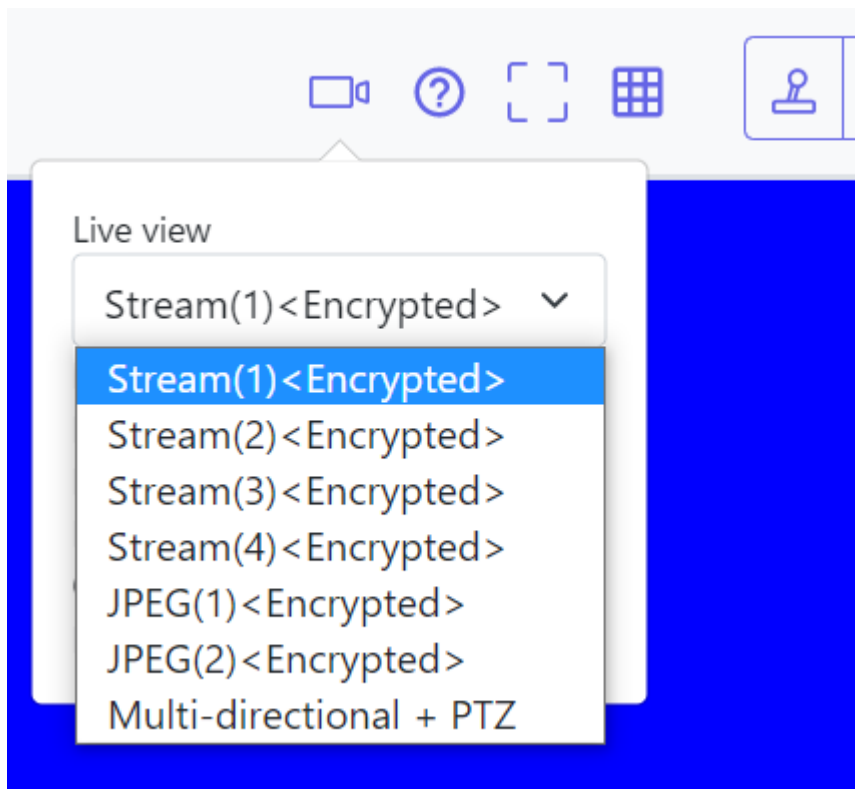 Live view
Stream(1)<Encrypted>
Stream(1)<Encrypted>
Stream(2)<Encrypted>
Stream(3)<Encrypted>
Stream(4)<Encrypted>
JPEG(1)<Encrypted>
JPEG(2)<Encrypted>
Multi-directional + PTZ